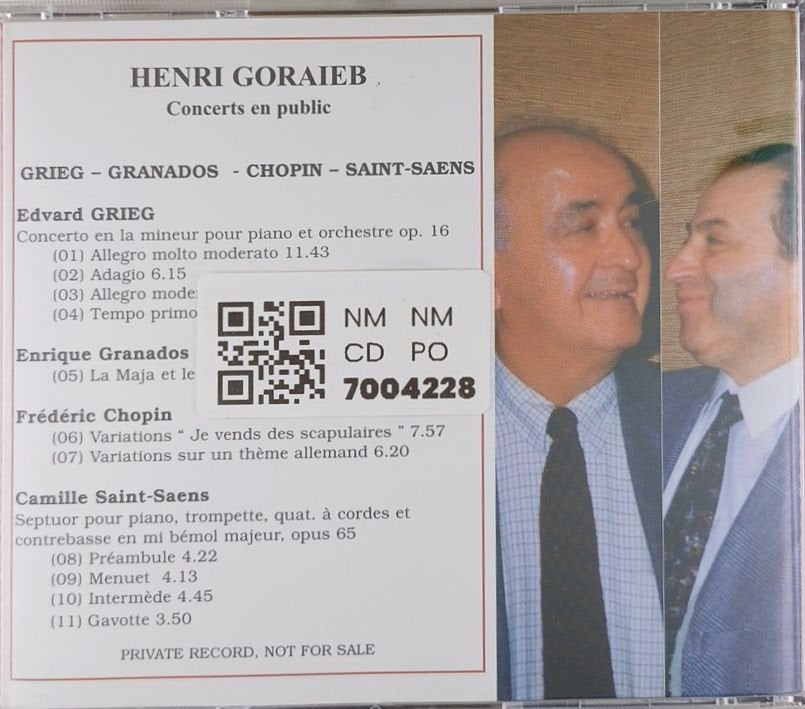 HENRI GORAIEB
Concerts en public
GRIEG – GRANADOS - CHOPIN – SAINT-SAENS
Edvard GRIEG
Concerto en la mineur pour piano et orchestre op. 16
(01) Allegro molto moderato 11.43
(02) Adagio 6.15
(03) Allegro
(04) Tempo primo
Enrique Granados
(05) La Maja et le
NM NM
CD PO
7004228
Frédéric Chopin
(06) Variations “ Je vends des scapulaires ” 7.57
(07) Variations sur un thème allemand 6.20
Camille Saint-Saens
Septuor pour piano, trompette, quat. à cordes et
contrebasse en mi bémol majeur, opus 65
(08) Préambule 4.22
(09) Menuet 4.13
(10) Intermède 4.45
(11) Gavotte 3.50
PRIVATE RECORD, NOT FOR SALE